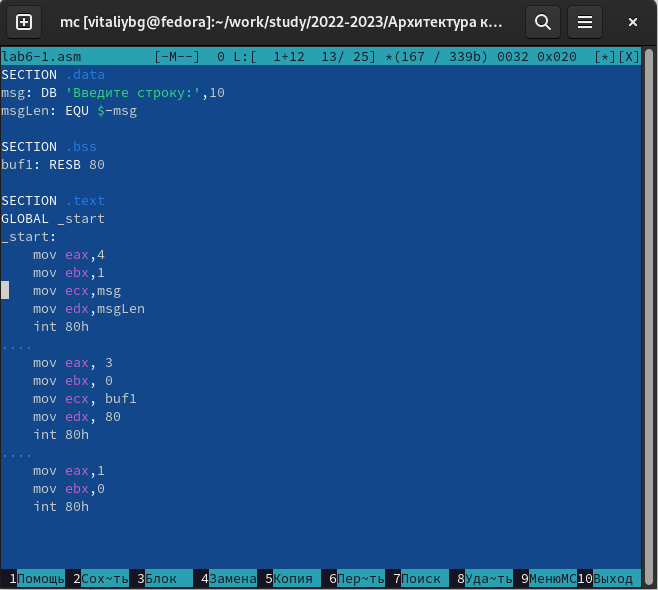 mc [vitaliybg@fedora]:~/work/study/2022-2023/Архитектура к...
lab6-1.asm [-M--] 0 L:[ 1+12 13/ 25] *(167 / 339b) 0032 0x020 [*][X]
SECTION .data
msg: DB 'Введите строку:',10
msgLen: EQU $-msg
SECTION .bss
buf1: RESB 80
SECTION .text
GLOBAL _start
_start:
mov eax,4
mov ebx,1
mov ecx,msg
mov edx,msgLen
int 80h
....
mov eax, 3
mov ebx, 0
mov ecx, buf1
mov edx, 80
int 80h
....
mov eax,1
mov ebx,0
int 80h
1Помощь 2Сох~ть 3Блок 4Замена 5Копия 6Пер~ть 7Поиск 8Уда~ть 9МенюMC 10Выход